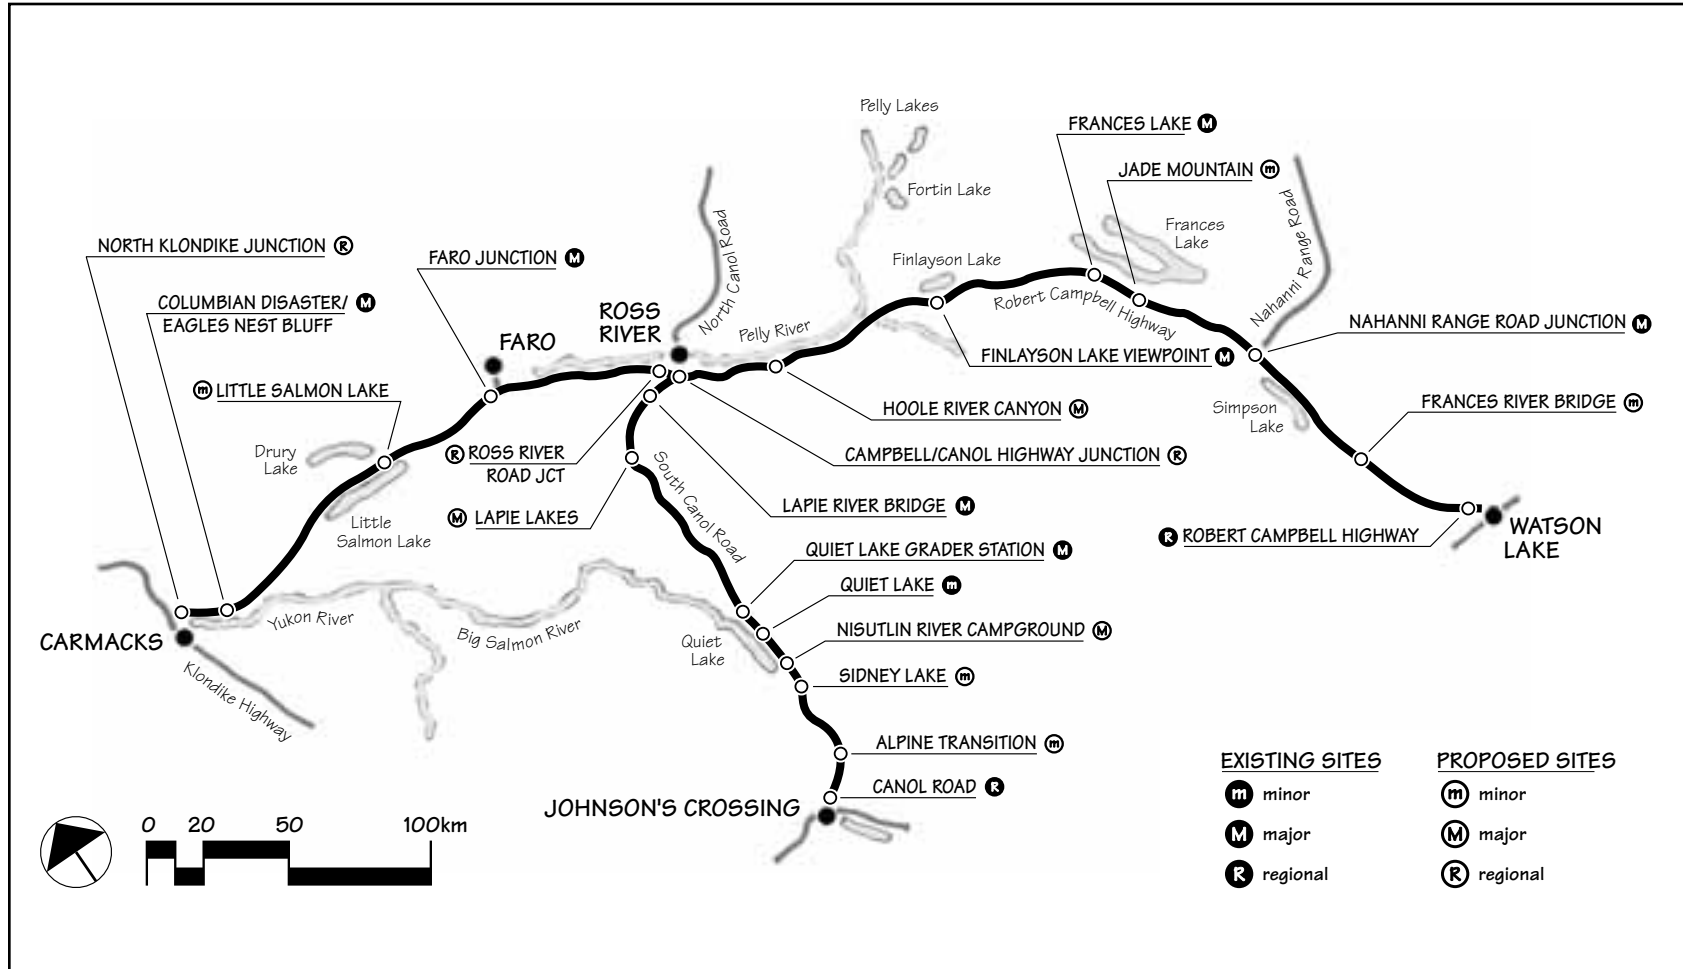 Pelly Lakes
FRANCES LAKE M
JADE MOUNTAIN m
Fortin Lake
Frances
Lake
Nahanni Range Road
North Canol Road
NORTH KLONDIKE JUNCTION R
FARO JUNCTION M
Finlayson Lake
COLUMBIAN DISASTER/ M
EAGLES NEST BLUFF
ROSS
RIVER
Robert Campbell Highway
Pelly River
NAHANNI RANGE ROAD JUNCTION M
FARO
FINLAYSON LAKE VIEWPOINT M
m LITTLE SALMON LAKE
HOOLE RIVER CANYON M
Simpson
Lake
FRANCES RIVER BRIDGE m
Drury
Lake
R ROSS RIVER
ROAD JCT
CAMPBELL/CANOL HIGHWAY JUNCTION R
South Canol Road
M LAPIE LAKES
LAPIE RIVER BRIDGE M
Little
Salmon Lake
R ROBERT CAMPBELL HIGHWAY
WATSON
LAKE
QUIET LAKE GRADER STATION M
QUIET LAKE m
Yukon River
Big Salmon River
NISUTLIN RIVER CAMPGROUND M
CARMACKS
Quiet
Lake
SIDNEY LAKE m
Klondike Highway
ALPINE TRANSITION m
CANOL ROAD R
JOHNSON'S CROSSING
EXISTING SITES
m minor
M major
R regional
PROPOSED SITES
m minor
M major
R regional
0 20 50 100km